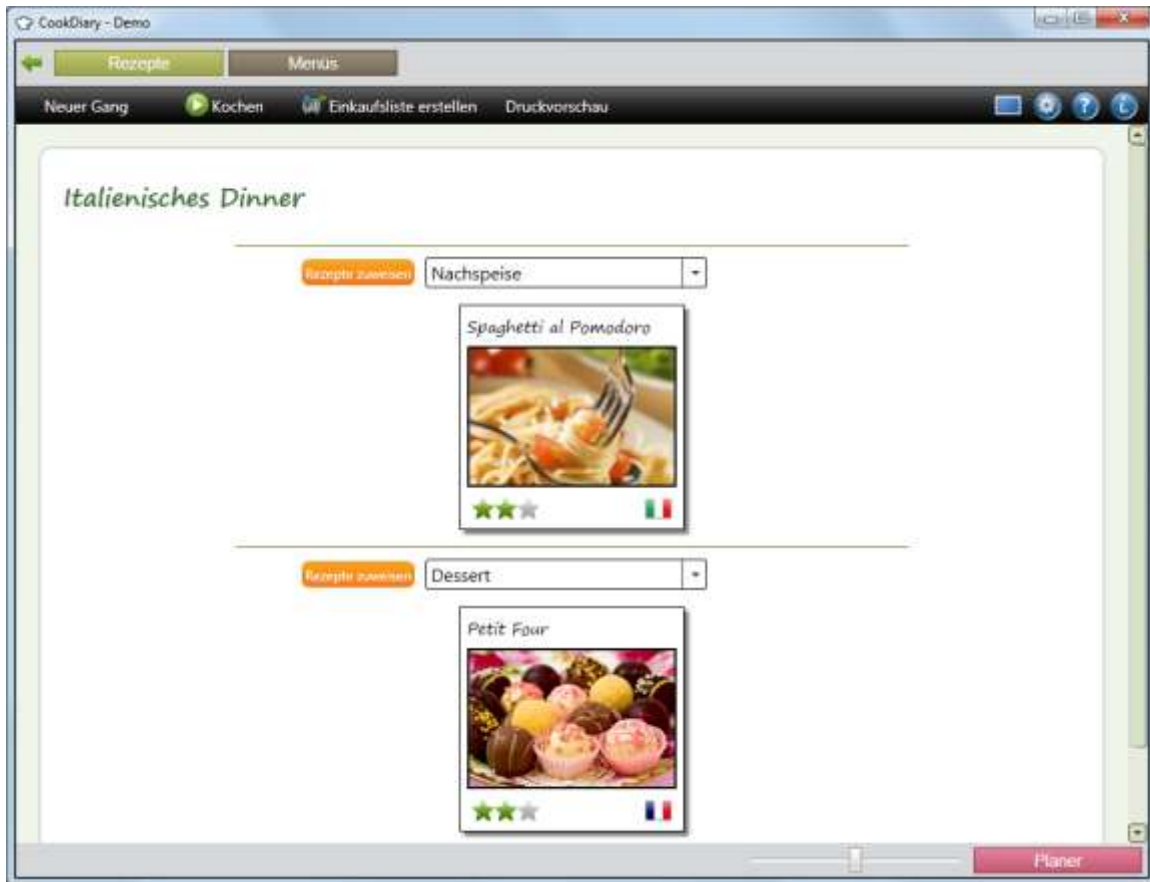 CookDiary - Demo
Rezepte Menüs
Neuer Gang Kochen Einkaufsliste erstellen Druckvorschau
Italienisches Dinner
Rezepte zuweisen Nachspeise
Spaghetti al Pomodoro
Rezepte zuweisen Dessert
Petit Four
Planer